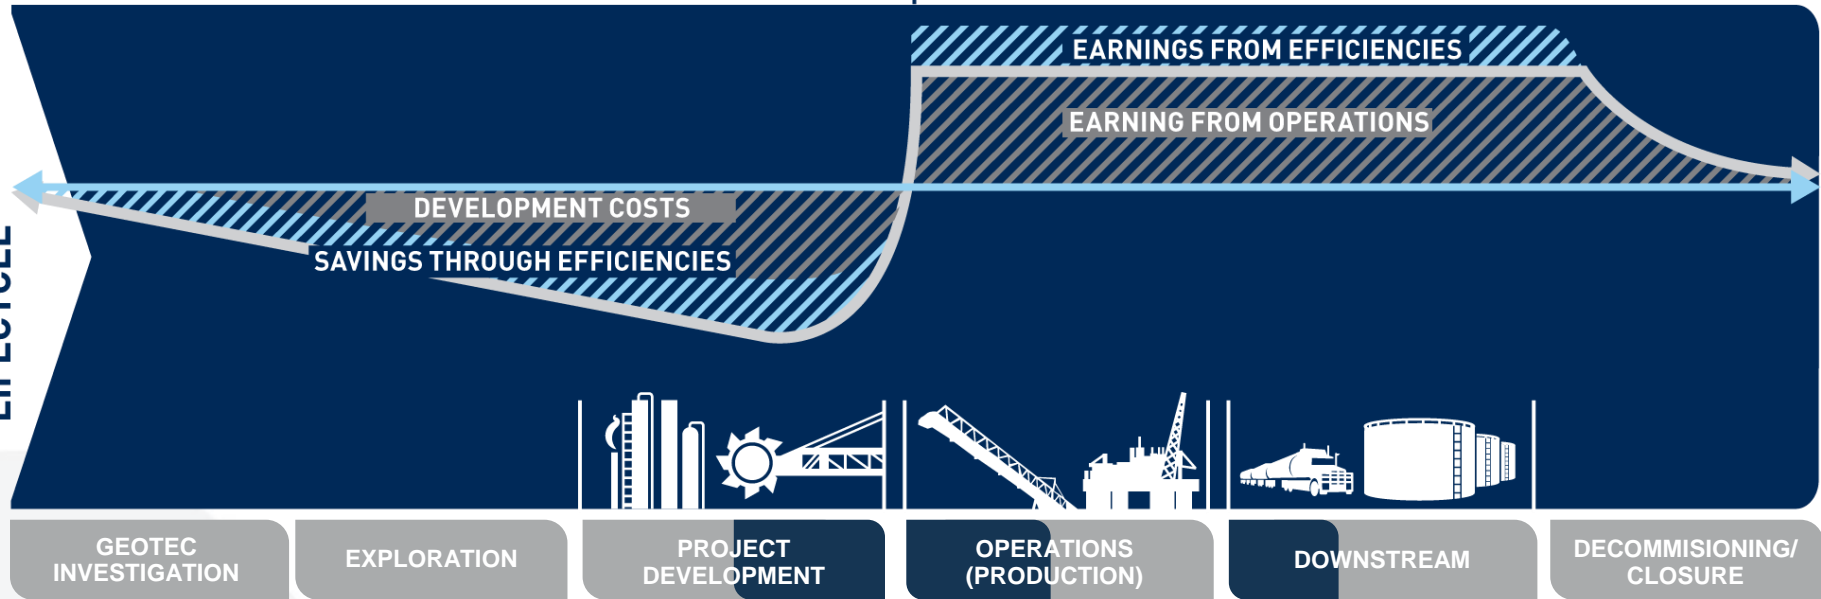 EARNINGS FROM EFFICIENCIES
EARNING FROM OPERATIONS
DEVELOPMENT COSTS
SAVINGS THROUGH EFFICIENCIES
GEOTEC
INVESTIGATION
EXPLORATION
PROJECT
DEVELOPMENT
OPERATIONS
(PRODUCTION)
DOWNSTREAM
DECOMMISIONING/
CLOSURE